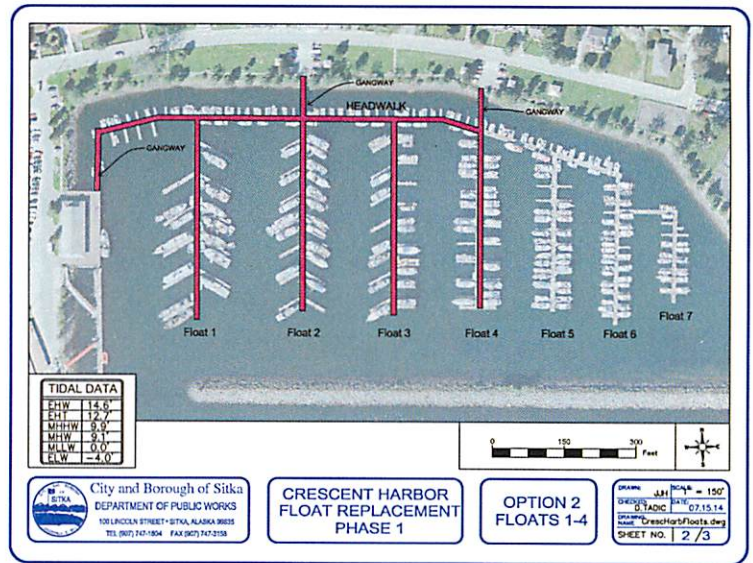 GANGWAY
HEADWALK
GANGWAY
GANGWAY
Float 1
Float 2
Float 3
Float 4
Float 5
Float 6
Float 7
TIDAL DATA
EHW 14.6'
EHT 12.7'
MHHW 9.9'
MHW 9.1'
MLLW 0.0'
ELW -4.0'
0 150 300
Feet
City and Borough of Sitka
DEPARTMENT OF PUBLIC WORKS
100 LINCOLN STREET • SITKA, ALASKA 99835
TEL (907) 747-1804 FAX (907) 747-3158
SITKA
CRESCENT HARBOR
FLOAT REPLACEMENT
PHASE 1
OPTION 2
FLOATS 1-4
DRAWN: JJH SCALE: = 150'
CHECKED: D.TADIC DATE: 07.15.14
DRAWING NAME: CrescHarbFloats.dwg
SHEET NO. 2/3